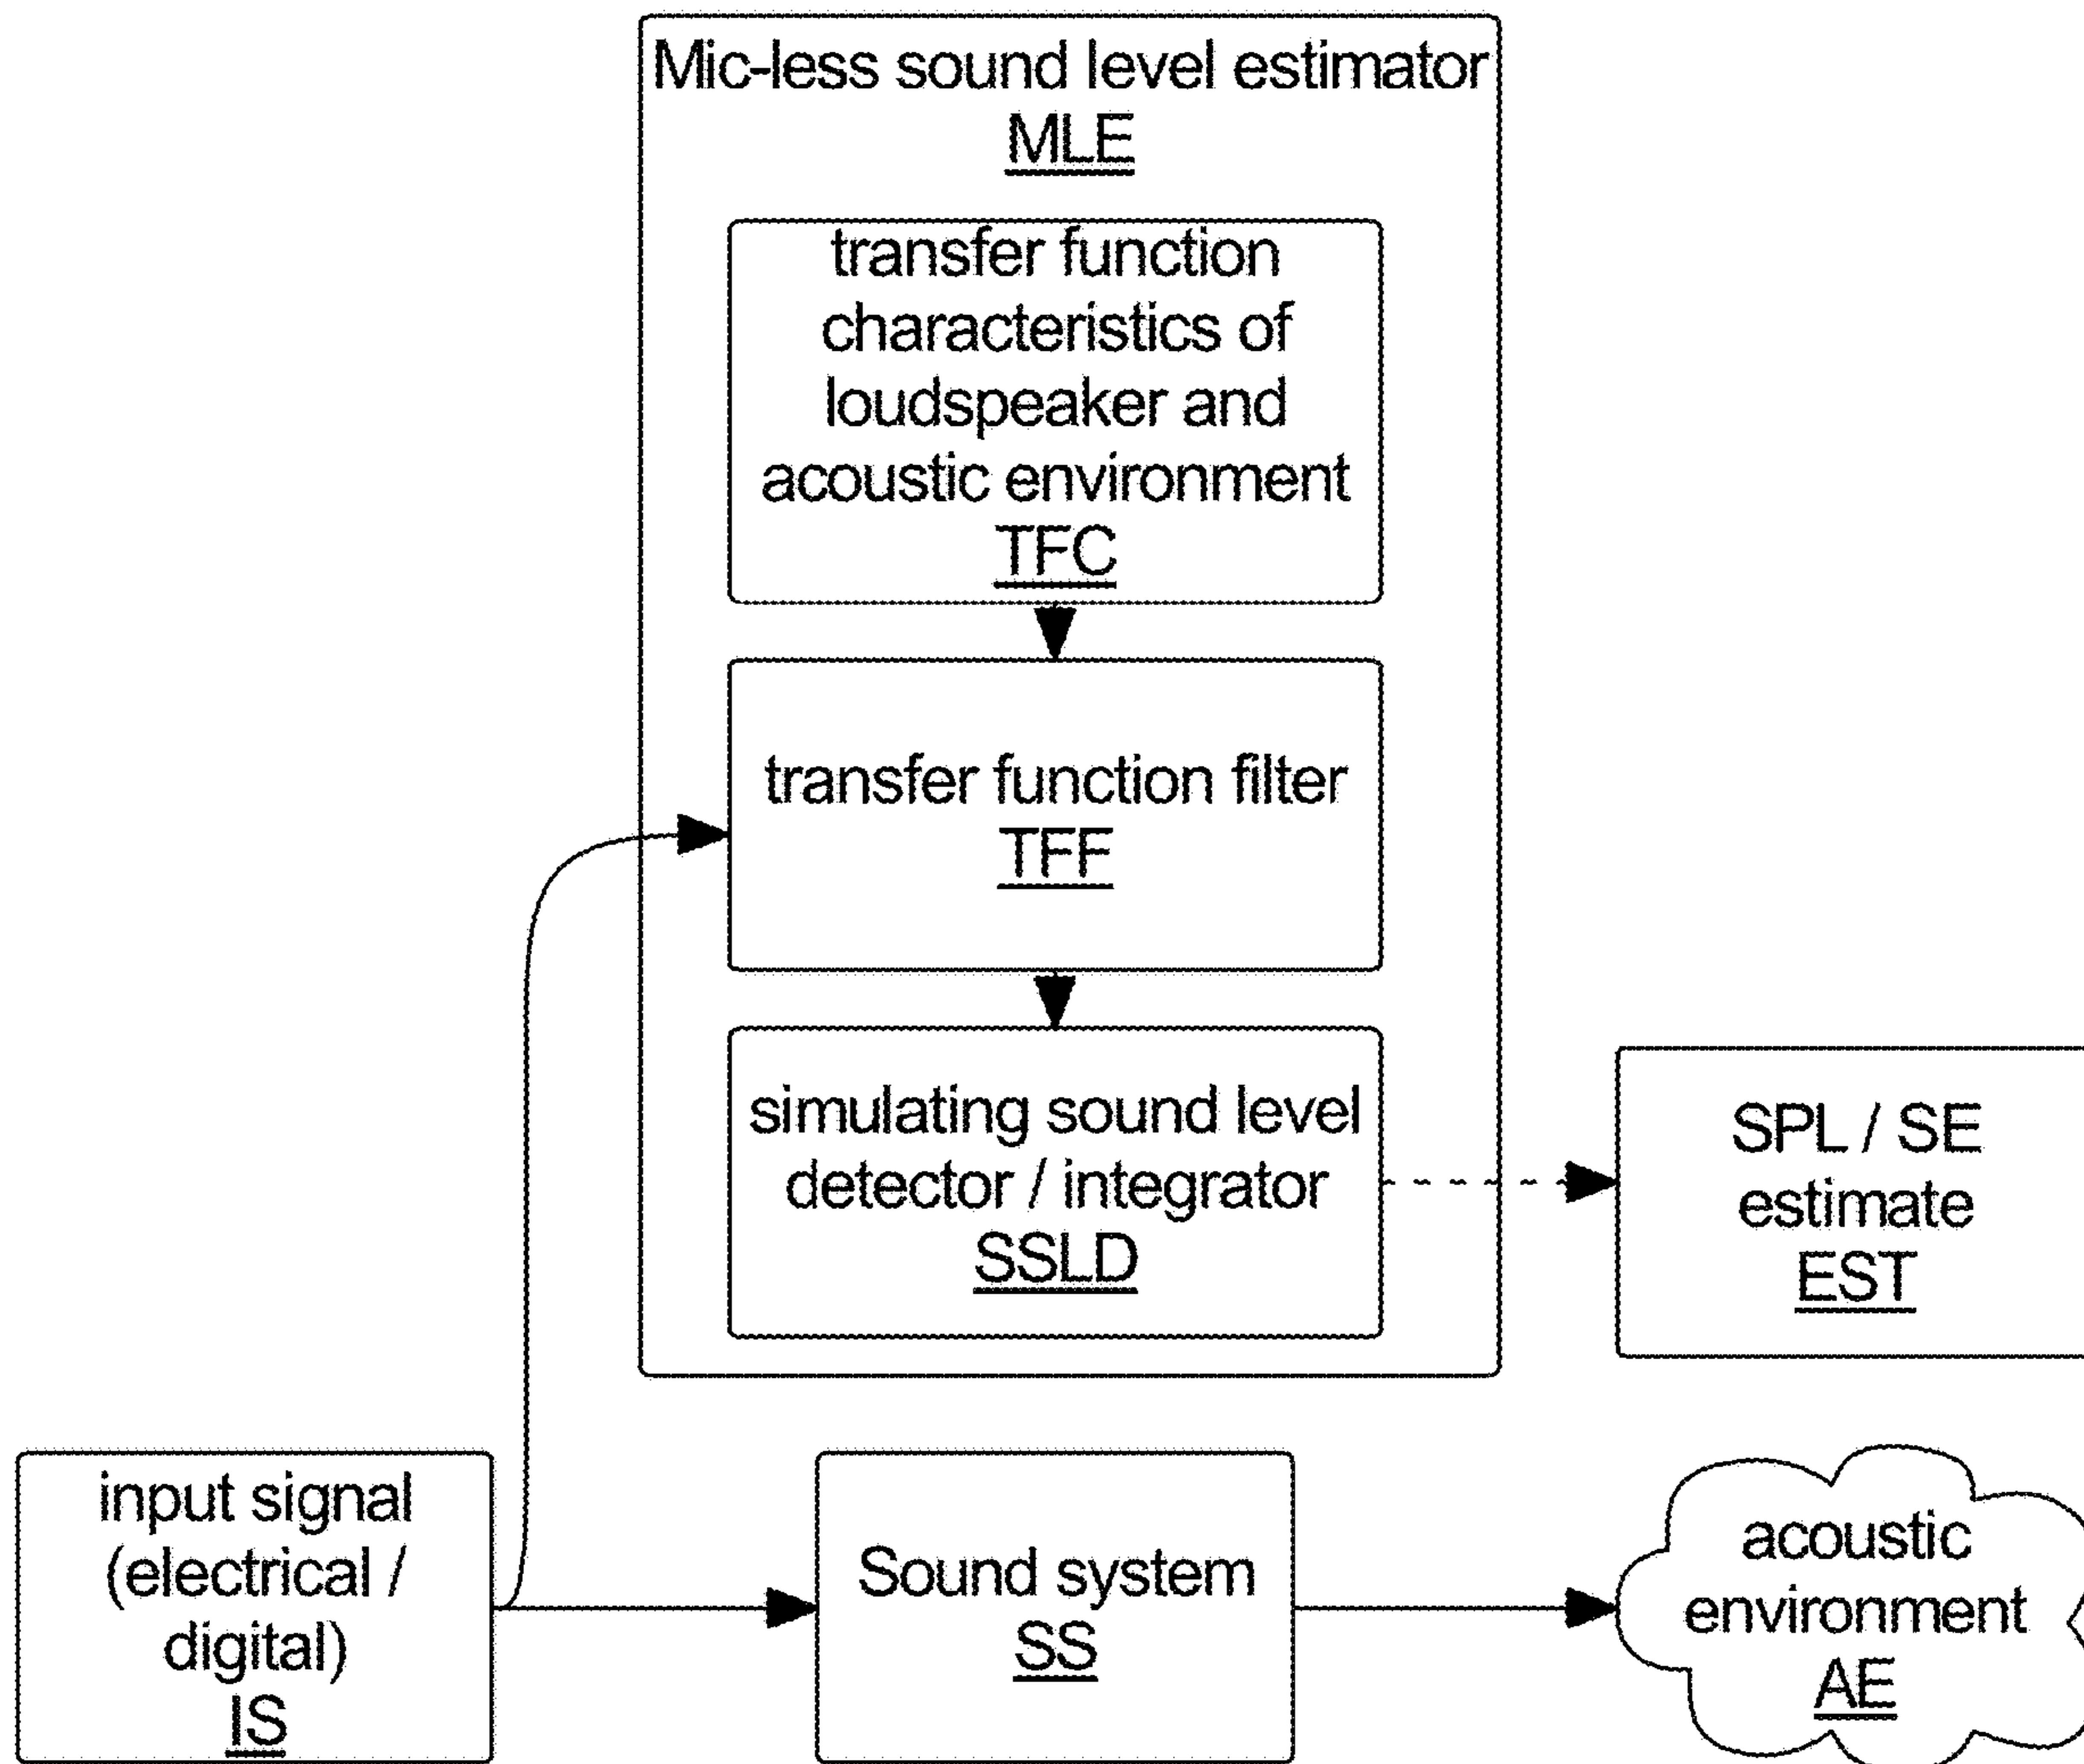 Mic-less sound level estimator
MLE
transfer function
characteristics of
loudspeaker and
acoustic environment
TFC
transfer function filter
TFF
simulating sound level
detector / integrator
SSLD
SPL / SE
estimate
EST
input signal
(electrical /
digital)
IS
Sound system
SS
acoustic
environment
AE